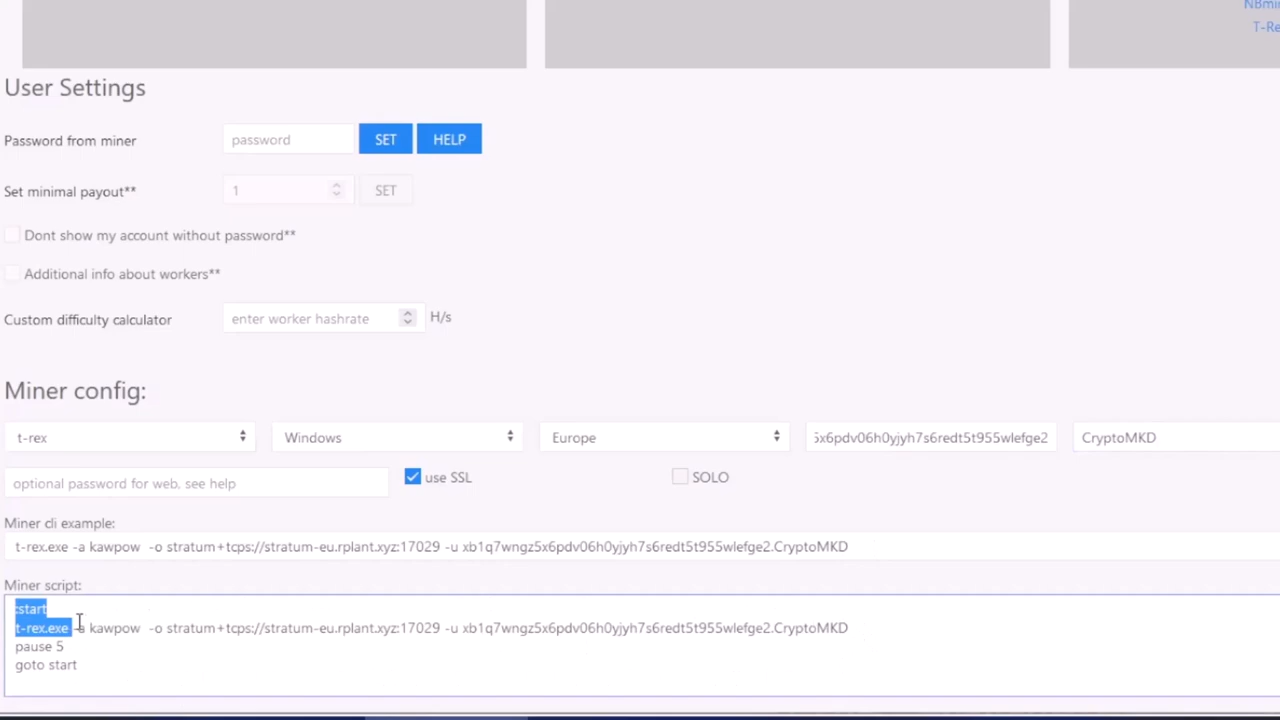 NBmi
T-Re
User Settings
Password from miner password SET HELP
Set minimal payout** 1 SET
Dont show my account without password**
Additional info about workers**
Custom difficulty calculator enter worker hashrate H/s
Miner config:
t-rex Windows Europe 5x6pdv06h0yjyh7s6redt5t955wlefge2 CryptoMKD
optional password for web, see help use SSL SOLO
Miner cli example:
t-rex.exe -a kawpow -o stratum+tcps://stratum-eu.rplant.xyz:17029 -u xb1q7wngz5x6pdv06h0yjyh7s6redt5t955wlefge2.CryptoMKD
Miner script:
:start
t-rex.exe -a kawpow -o stratum+tcps://stratum-eu.rplant.xyz:17029 -u xb1q7wngz5x6pdv06h0yjyh7s6redt5t955wlefge2.CryptoMKD
pause 5
goto start